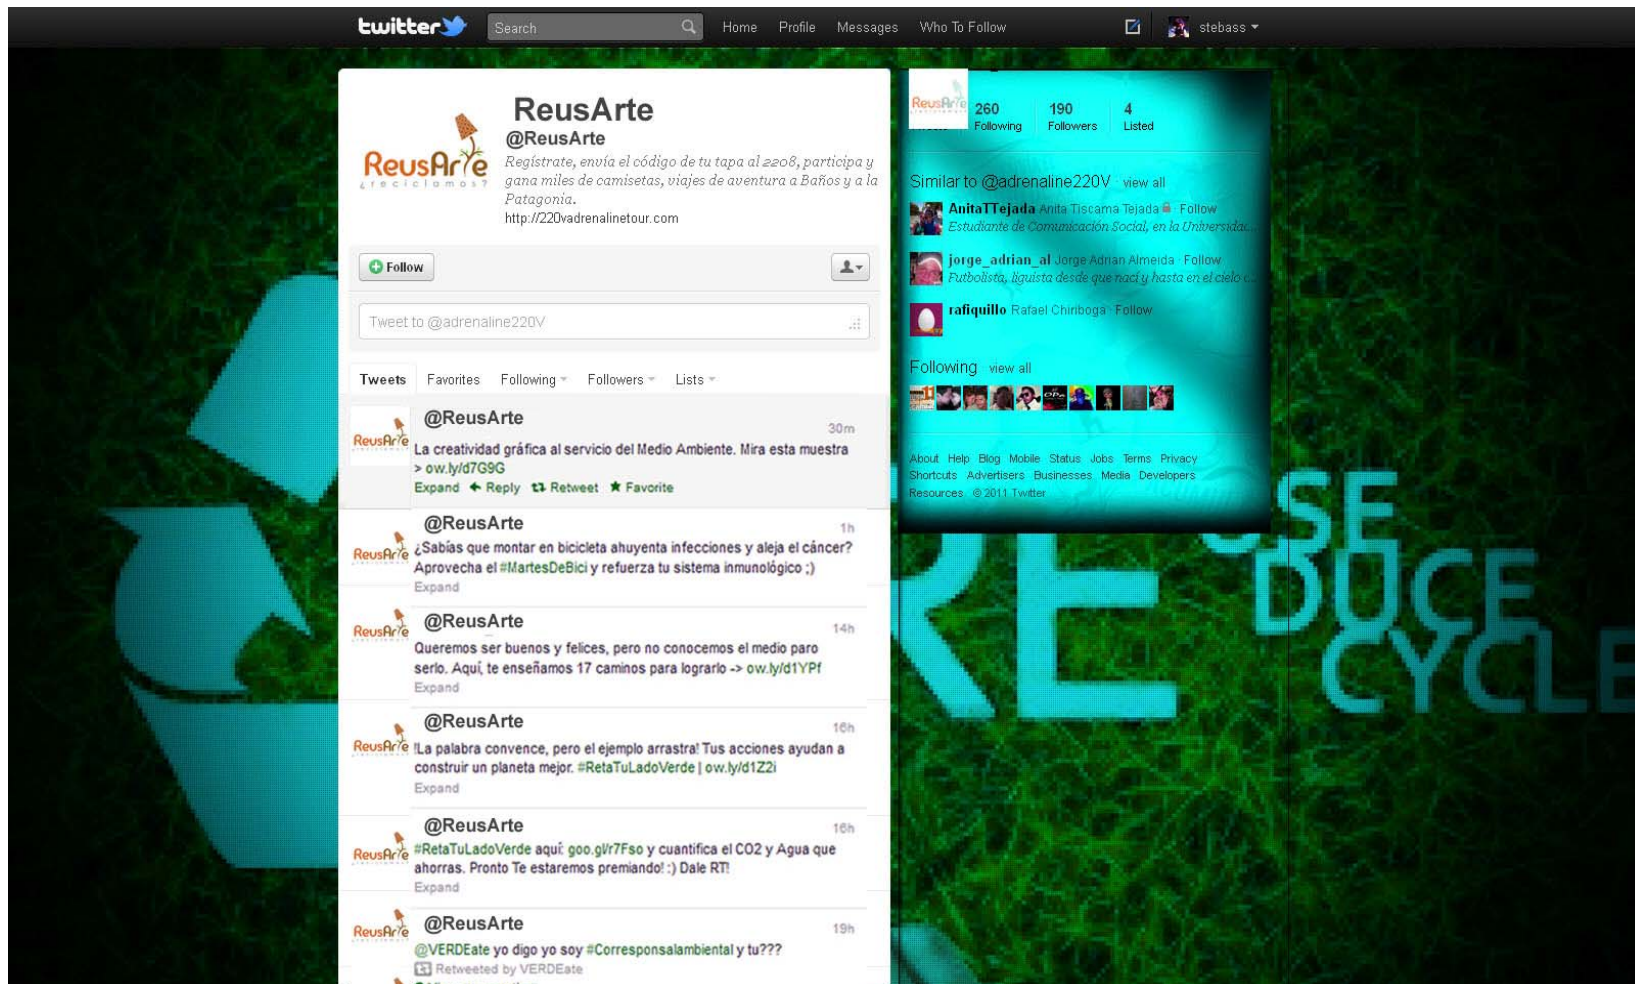 twitter
Search
Home Profile Messages Who To Follow
stebass
ReusArte
¿reciclamos?
ReusArte
@ReusArte
Regístrate, envía el código de tu tapa al 2208, participa y
gana miles de camisetas, viajes de aventura a Baños y a la
Patagonia.
http://220vadrenalinetour.com
Follow
Tweet to @adrenaline220V
Tweets Favorites Following Followers Lists
ReusArte
@ReusArte
30m
La creatividad gráfica al servicio del Medio Ambiente. Mira esta muestra
> ow.ly/d7G9G
Expand Reply Retweet Favorite
ReusArte
@ReusArte
1h
¿Sabías que montar en bicicleta ahuyenta infecciones y aleja el cáncer?
Aprovecha el #MartesDeBici y refuerza tu sistema inmunológico ;)
Expand
ReusArte
@ReusArte
14h
Queremos ser buenos y felices, pero no conocemos el medio paro
serlo. Aquí, te enseñamos 17 caminos para lograrlo -> ow.ly/d1YPf
Expand
ReusArte
@ReusArte
16h
!La palabra convence, pero el ejemplo arrastra! Tus acciones ayudan a
construir un planeta mejor. #RetaTuLadoVerde | ow.ly/d1Z2i
Expand
ReusArte
@ReusArte
16h
#RetaTuLadoVerde aquí: goo.gl/r7Fso y cuantifica el CO2 y Agua que
ahorras. Pronto Te estaremos premiando! :) Dale RT!
Expand
ReusArte
@ReusArte
19h
@VERDEate yo digo yo soy #Corresponsalambiental y tu???
Retweeted by VERDEate
ReusArte
260 190 4
Following Followers Listed
Similar to @adrenaline220V · view all
AnitaTTejada Anita Tiscama Tejada · Follow
Estudiante de Comunicación Social, en la Universidac...
jorge_adrian_al Jorge Adrian Almeida · Follow
Futbolista, liguista desde que nací y hasta en el cielo c...
rafiquillo Rafael Chiriboga · Follow
Following · view all
About Help Blog Mobile Status Jobs Terms Privacy
Shortcuts Advertisers Businesses Media Developers
Resources © 2011 Twitter
RE
USE
DUCE
CYCLE